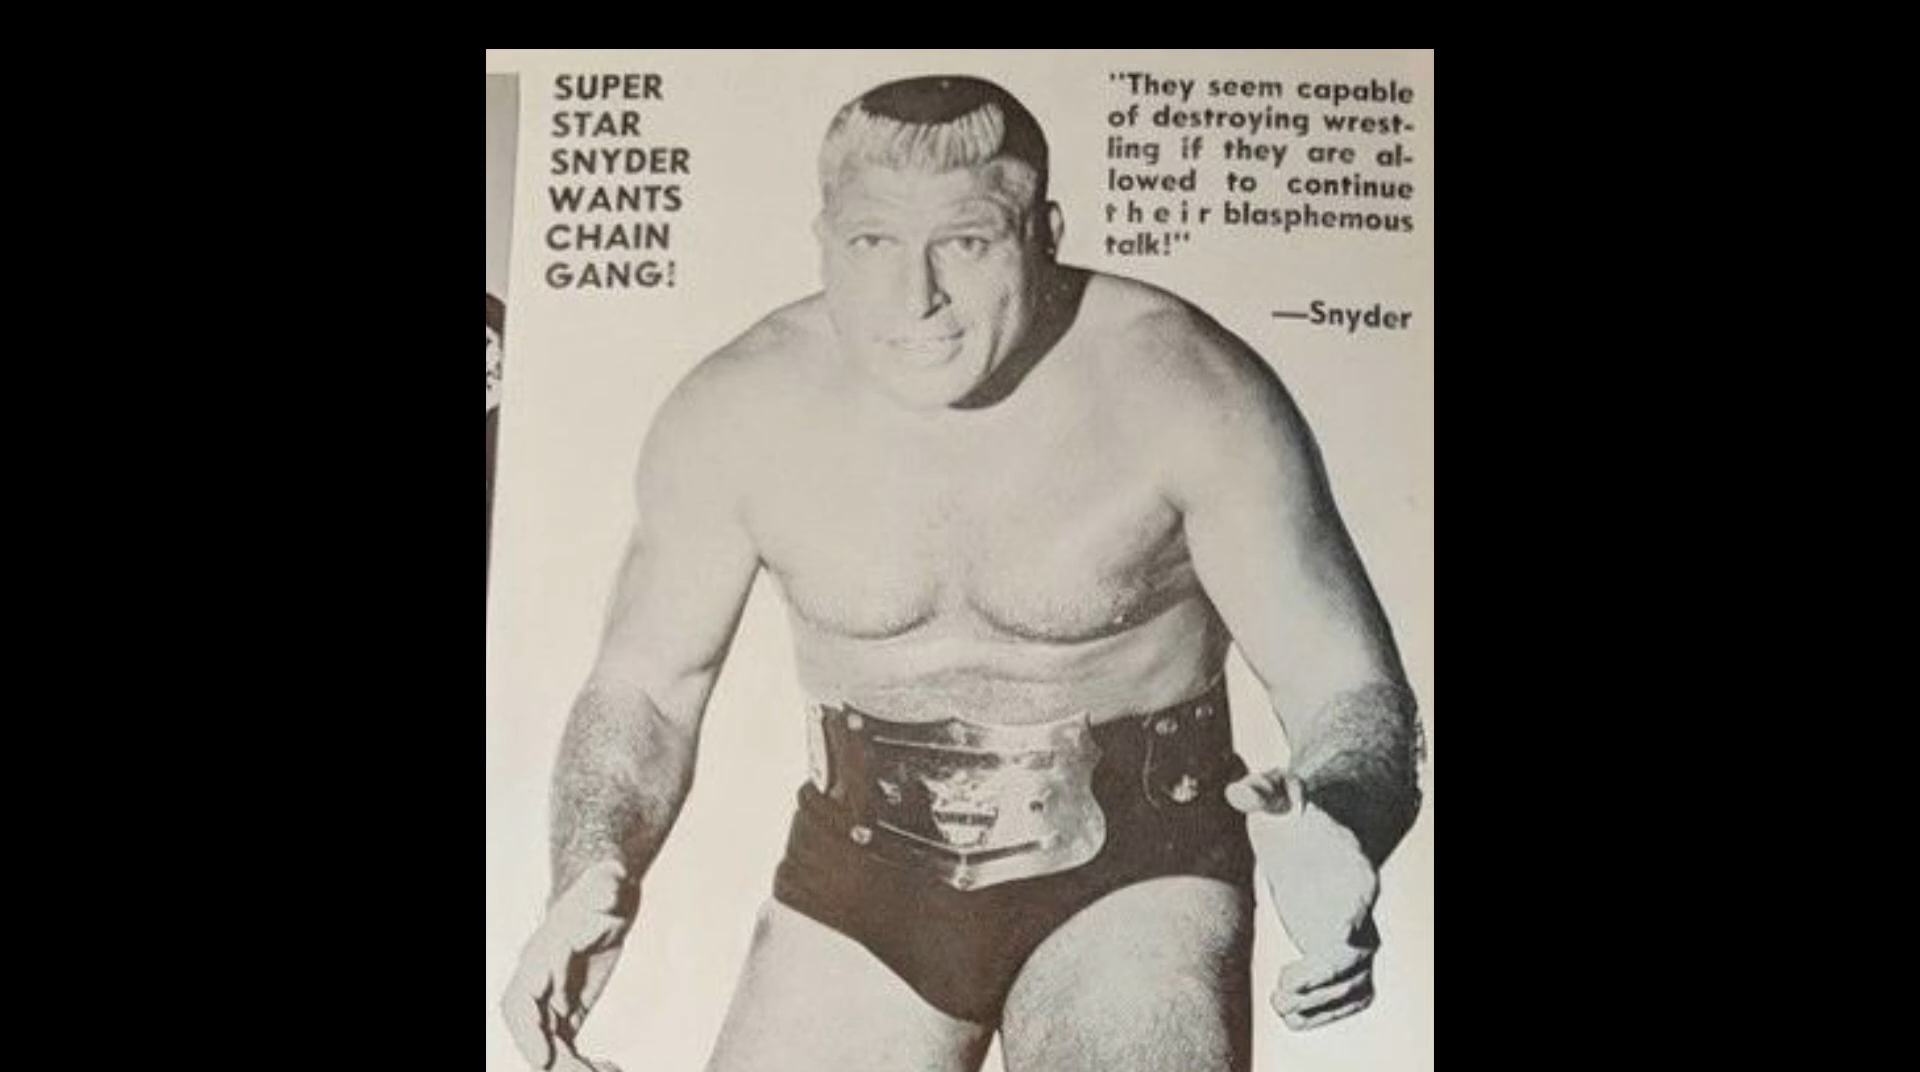 SUPER
STAR
SNYDER
WANTS
CHAIN
GANG!
"They seem capable
of destroying wrest-
ling if they are al-
lowed to continue
their blasphemous
talk!"
—Snyder